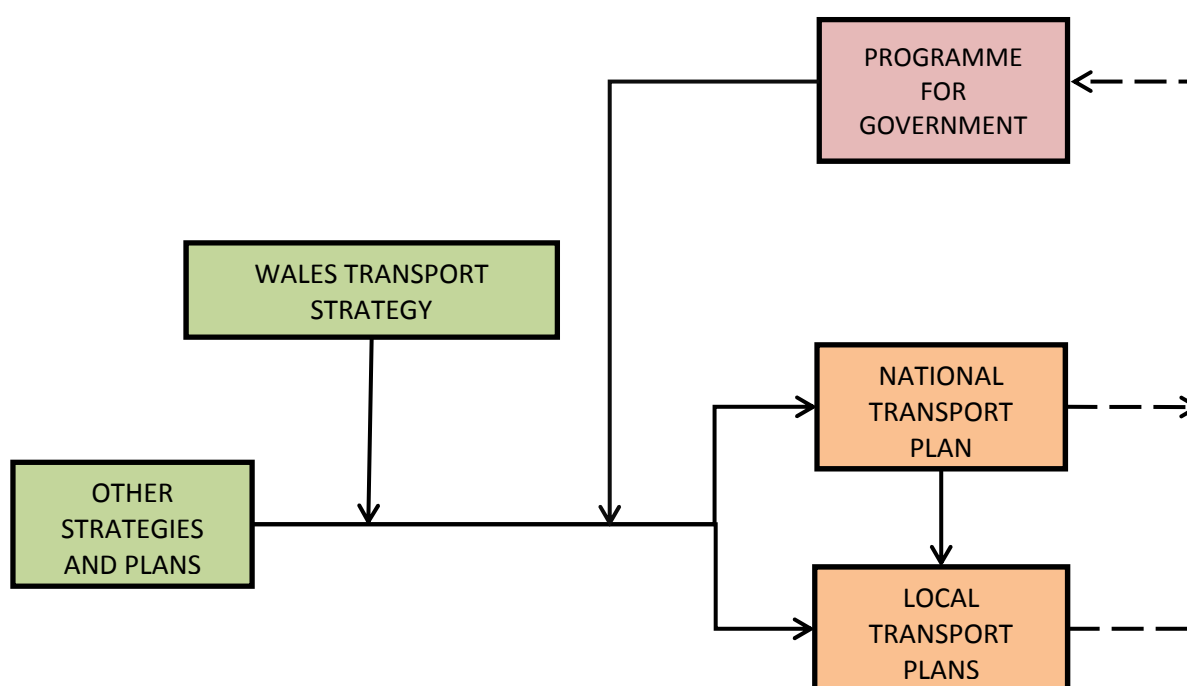 PROGRAMME
FOR
GOVERNMENT
WALES TRANSPORT
STRATEGY
NATIONAL
TRANSPORT
PLAN
OTHER
STRATEGIES
AND PLANS
LOCAL
TRANSPORT
PLANS